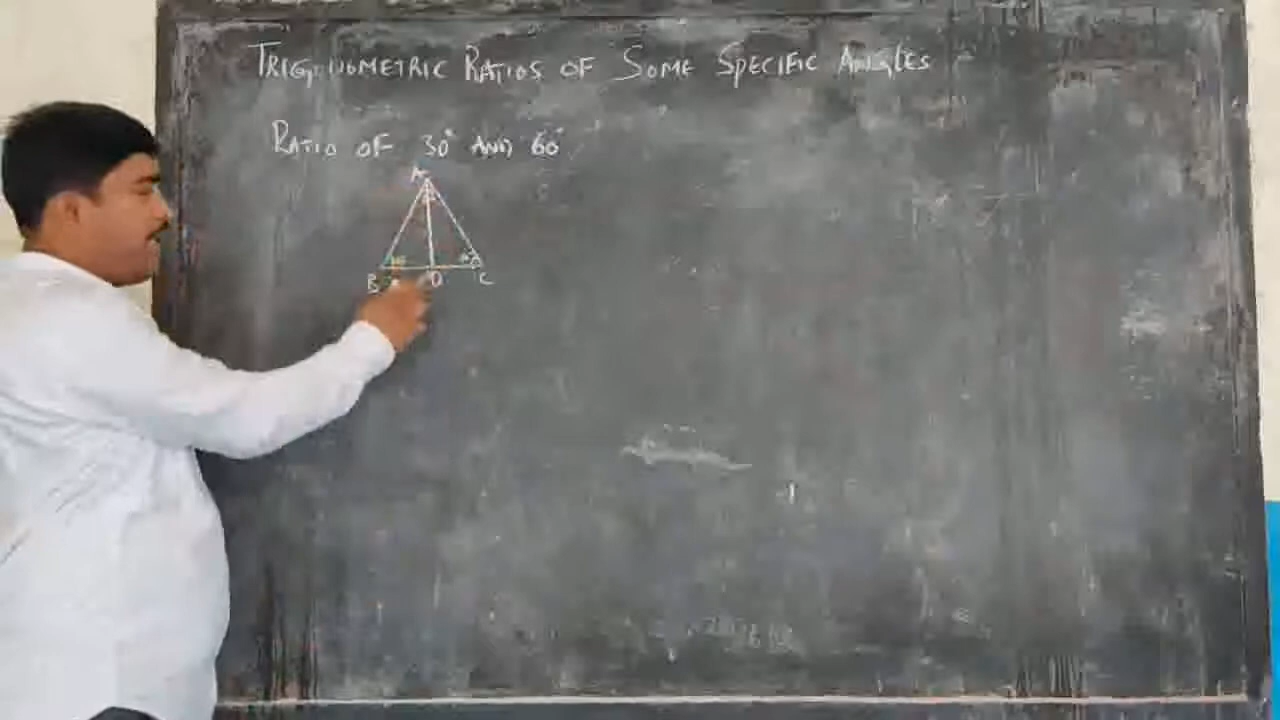 TRIGONOMETRIC RATIOS OF SOME SPECIFIC ANGLES
RATIO OF 30° AND 60°
A
B D C